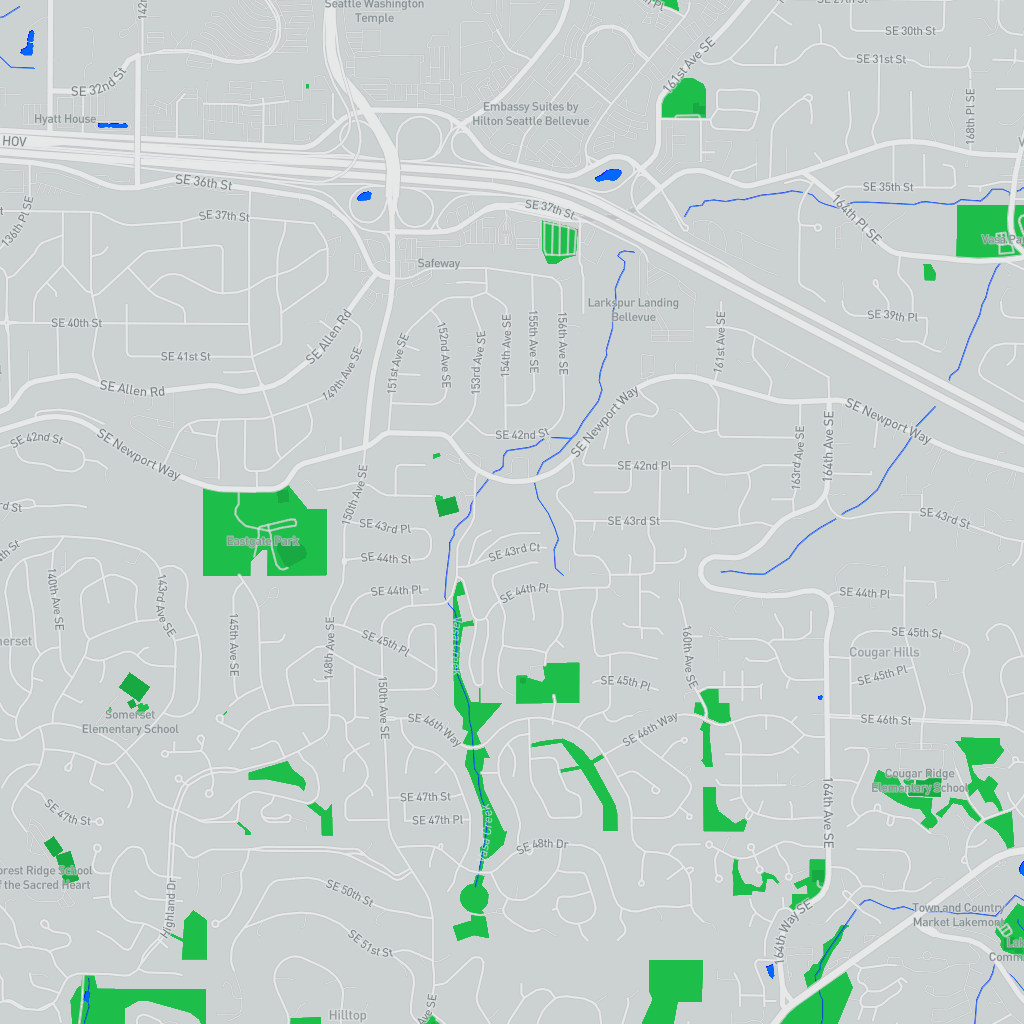 Seattle Washington
Temple
SE 27th St
SE 30th St
SE 31st St
161st Ave SE
SE 32nd St
Hyatt House
Embassy Suites by
Hilton Seattle Bellevue
168th Pl SE
HOV
SE 36th St
SE 35th St
SE 37th St
SE 37th St
164th Pl SE
136th Pl SE
Safeway
Larkspur Landing
Bellevue
SE 39th Pl
SE 40th St
SE Allen Rd
SE 41st St
149th Ave SE
151st Ave SE
152nd Ave SE
153rd Ave SE
154th Ave SE
155th Ave SE
156th Ave SE
161st Ave SE
SE Allen Rd
SE Newport Way
SE Newport Way
SE 42nd St
SE Newport Way
SE 42nd St
163rd Ave SE
164th Ave SE
SE 42nd Pl
150th Ave SE
SE 43rd Pl
SE 43rd St
SE 43rd St
Eastgate Park
SE 43rd Ct
SE 44th St
SE 44th Pl
SE 44th Pl
SE 44th Pl
140th Ave SE
143rd Ave SE
145th Ave SE
148th Ave SE
SE 45th Pl
160th Ave SE
SE 45th St
Cougar Hills
SE 45th Pl
SE 45th Pl
150th Ave SE
Somerset
Elementary School
SE 46th Way
SE 46th Way
SE 46th St
Cougar Ridge
Elementary School
SE 47th St
SE 47th Pl
SE 47th St
164th Ave SE
Vasa Creek
SE 48th Dr
Forest Ridge School
of the Sacred Heart
SE 50th St
Highland Dr
SE 51st St
164th Way SE
Town and Country
Market Lakemont
Hilltop
Ave SE